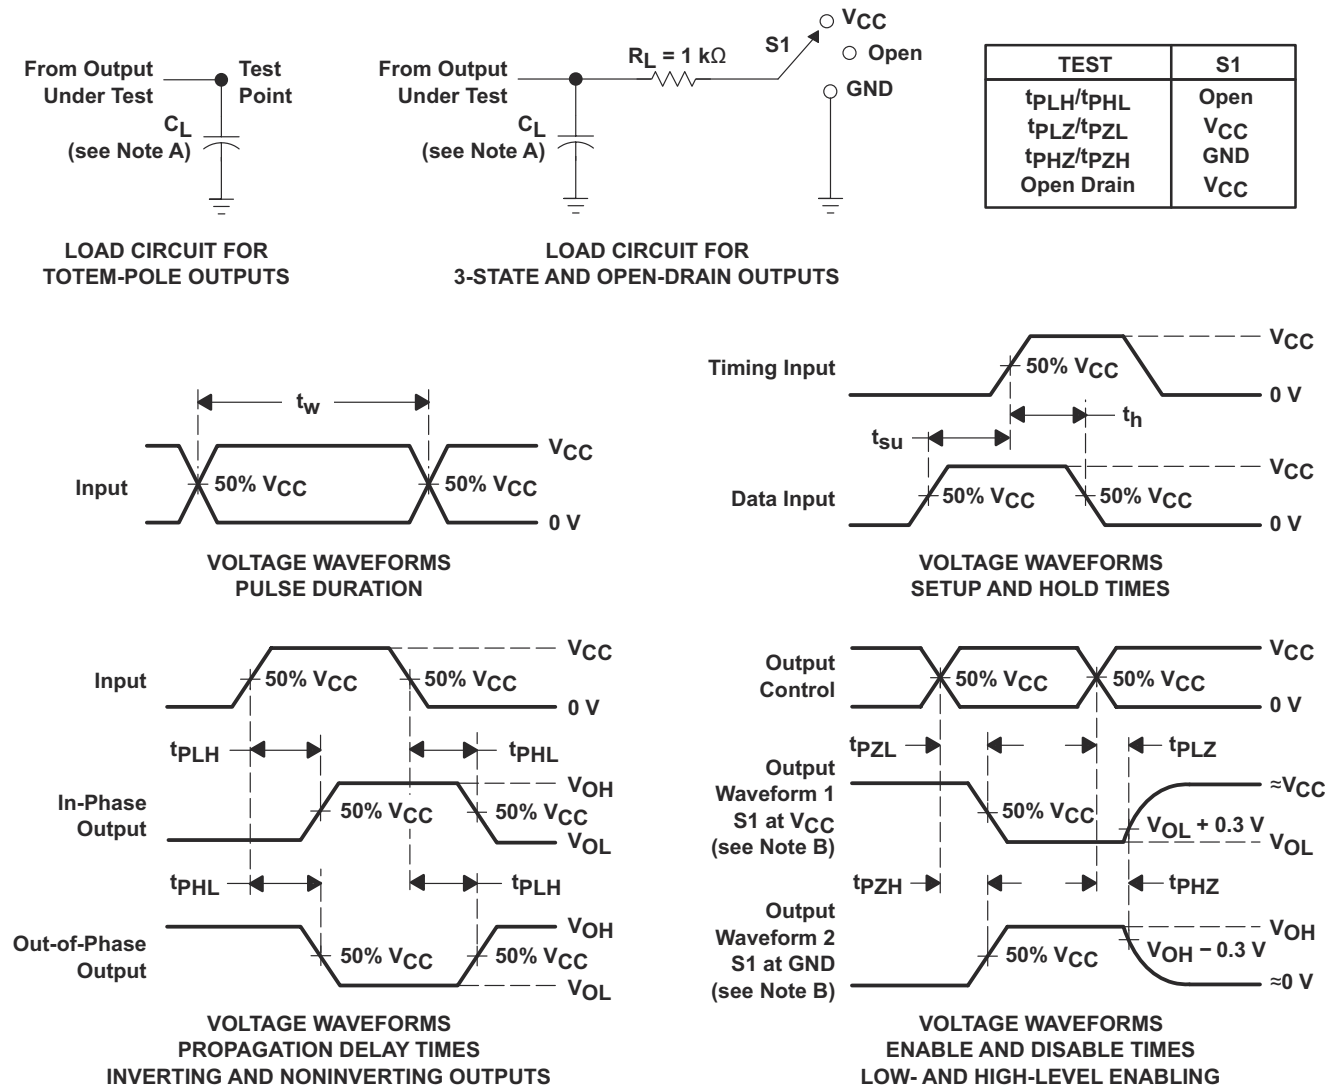 From Output
Under Test
Test
Point
CL
(see Note A)
LOAD CIRCUIT FOR
TOTEM-POLE OUTPUTS
From Output
Under Test
RL = 1 kΩ
S1
VCC
Open
GND
CL
(see Note A)
LOAD CIRCUIT FOR
3-STATE AND OPEN-DRAIN OUTPUTS
TEST S1
tPLH/tPHL Open
tPLZ/tPZL VCC
tPHZ/tPZH GND
Open Drain VCC
tw
Input
50% VCC
50% VCC
VCC
0 V
VOLTAGE WAVEFORMS
PULSE DURATION
Timing Input
50% VCC
VCC
0 V
th
tsu
Data Input
50% VCC
50% VCC
VCC
0 V
VOLTAGE WAVEFORMS
SETUP AND HOLD TIMES
Input
50% VCC
50% VCC
VCC
0 V
tPLH
tPHL
In-Phase
Output
50% VCC
50% VCC
VOH
VOL
tPHL
tPLH
Out-of-Phase
Output
50% VCC
50% VCC
VOH
VOL
VOLTAGE WAVEFORMS
PROPAGATION DELAY TIMES
INVERTING AND NONINVERTING OUTPUTS
Output
Control
50% VCC
50% VCC
VCC
0 V
tPZL
tPLZ
Output
Waveform 1
S1 at VCC
(see Note B)
50% VCC
VOL + 0.3 V
≈VCC
VOL
tPZH
tPHZ
Output
Waveform 2
S1 at GND
(see Note B)
50% VCC
VOH − 0.3 V
VOH
≈0 V
VOLTAGE WAVEFORMS
ENABLE AND DISABLE TIMES
LOW- AND HIGH-LEVEL ENABLING